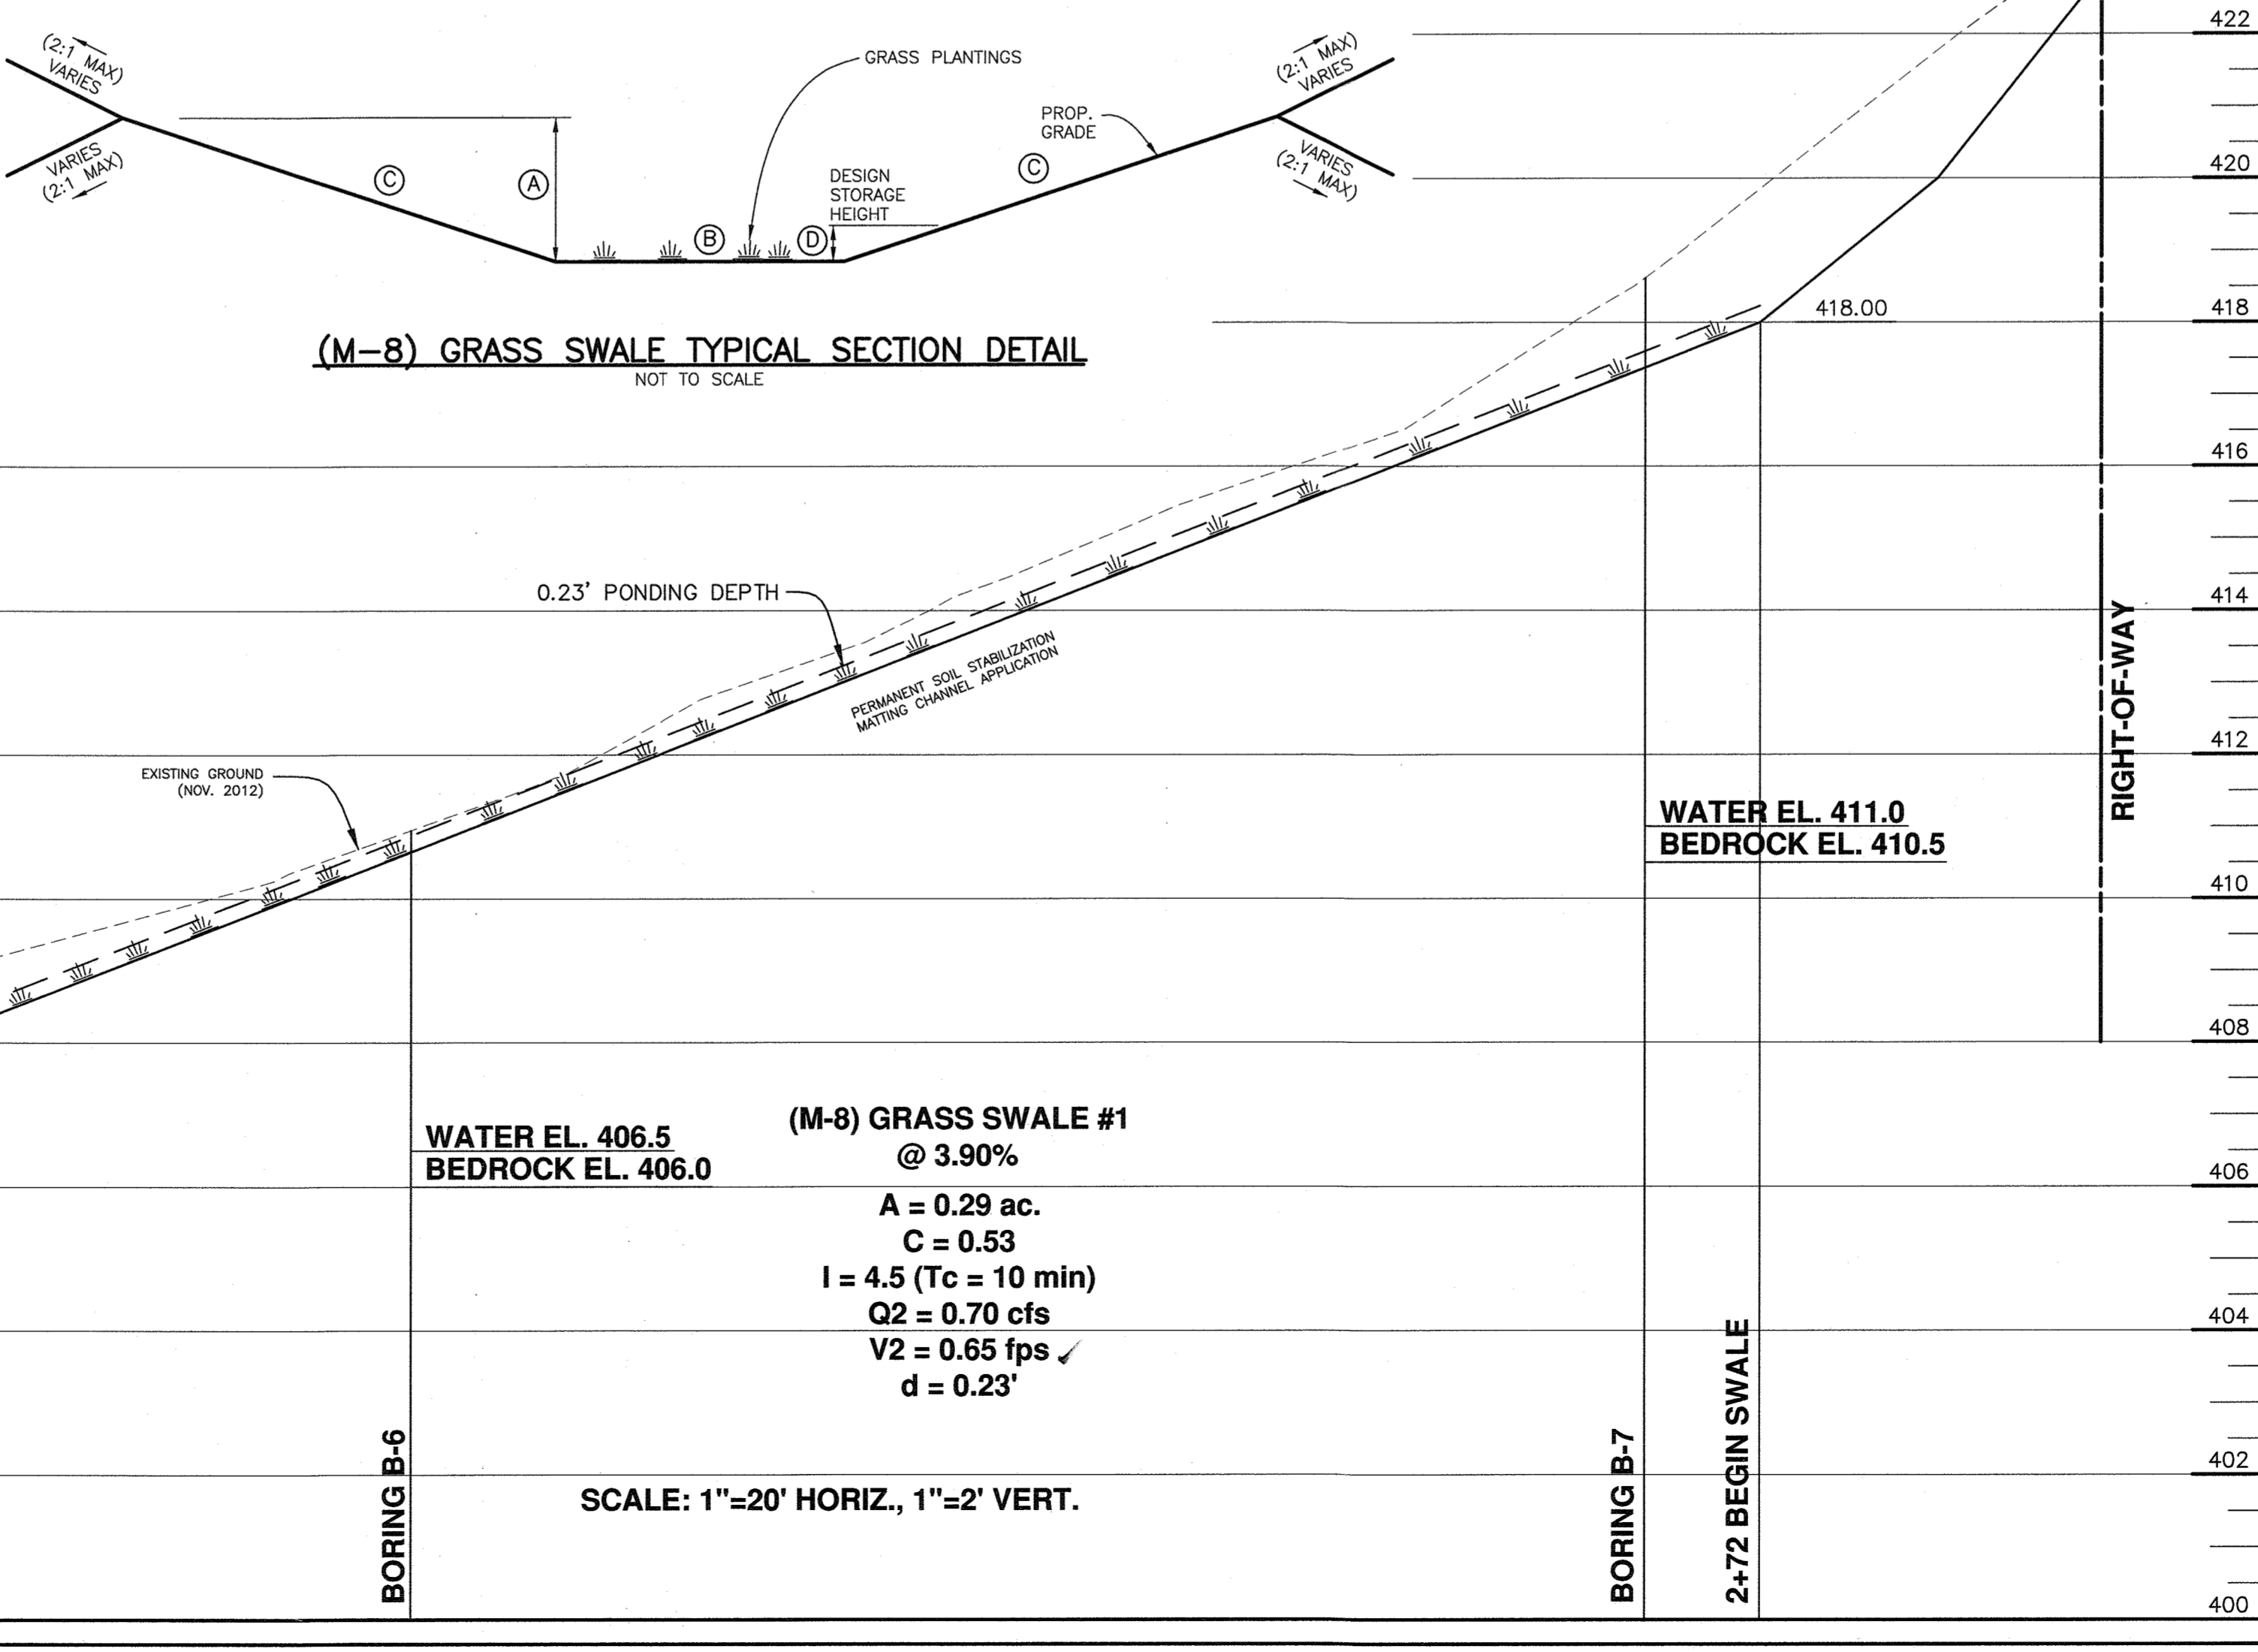 (2:1 MAX)
VARIES
VARIES
(2:1 MAX)
C
A
GRASS PLANTINGS
B
D
DESIGN
STORAGE
HEIGHT
C
PROP.
GRADE
(2:1 MAX)
VARIES
VARIES
(2:1 MAX)
(M-8) GRASS SWALE TYPICAL SECTION DETAIL
NOT TO SCALE
418.00
0.23' PONDING DEPTH
PERMANENT SOIL STABILIZATION
MATTING CHANNEL APPLICATION
EXISTING GROUND
(NOV. 2012)
WATER EL. 411.0
BEDROCK EL. 410.5
RIGHT-OF-WAY
WATER EL. 406.5
BEDROCK EL. 406.0
(M-8) GRASS SWALE #1
@ 3.90%
A = 0.29 ac.
C = 0.53
I = 4.5 (Tc = 10 min)
Q2 = 0.70 cfs
V2 = 0.65 fps ✓
d = 0.23'
SCALE: 1"=20' HORIZ., 1"=2' VERT.
BORING B-6
BORING B-7
2+72 BEGIN SWALE
422
420
418
416
414
412
410
408
406
404
402
400